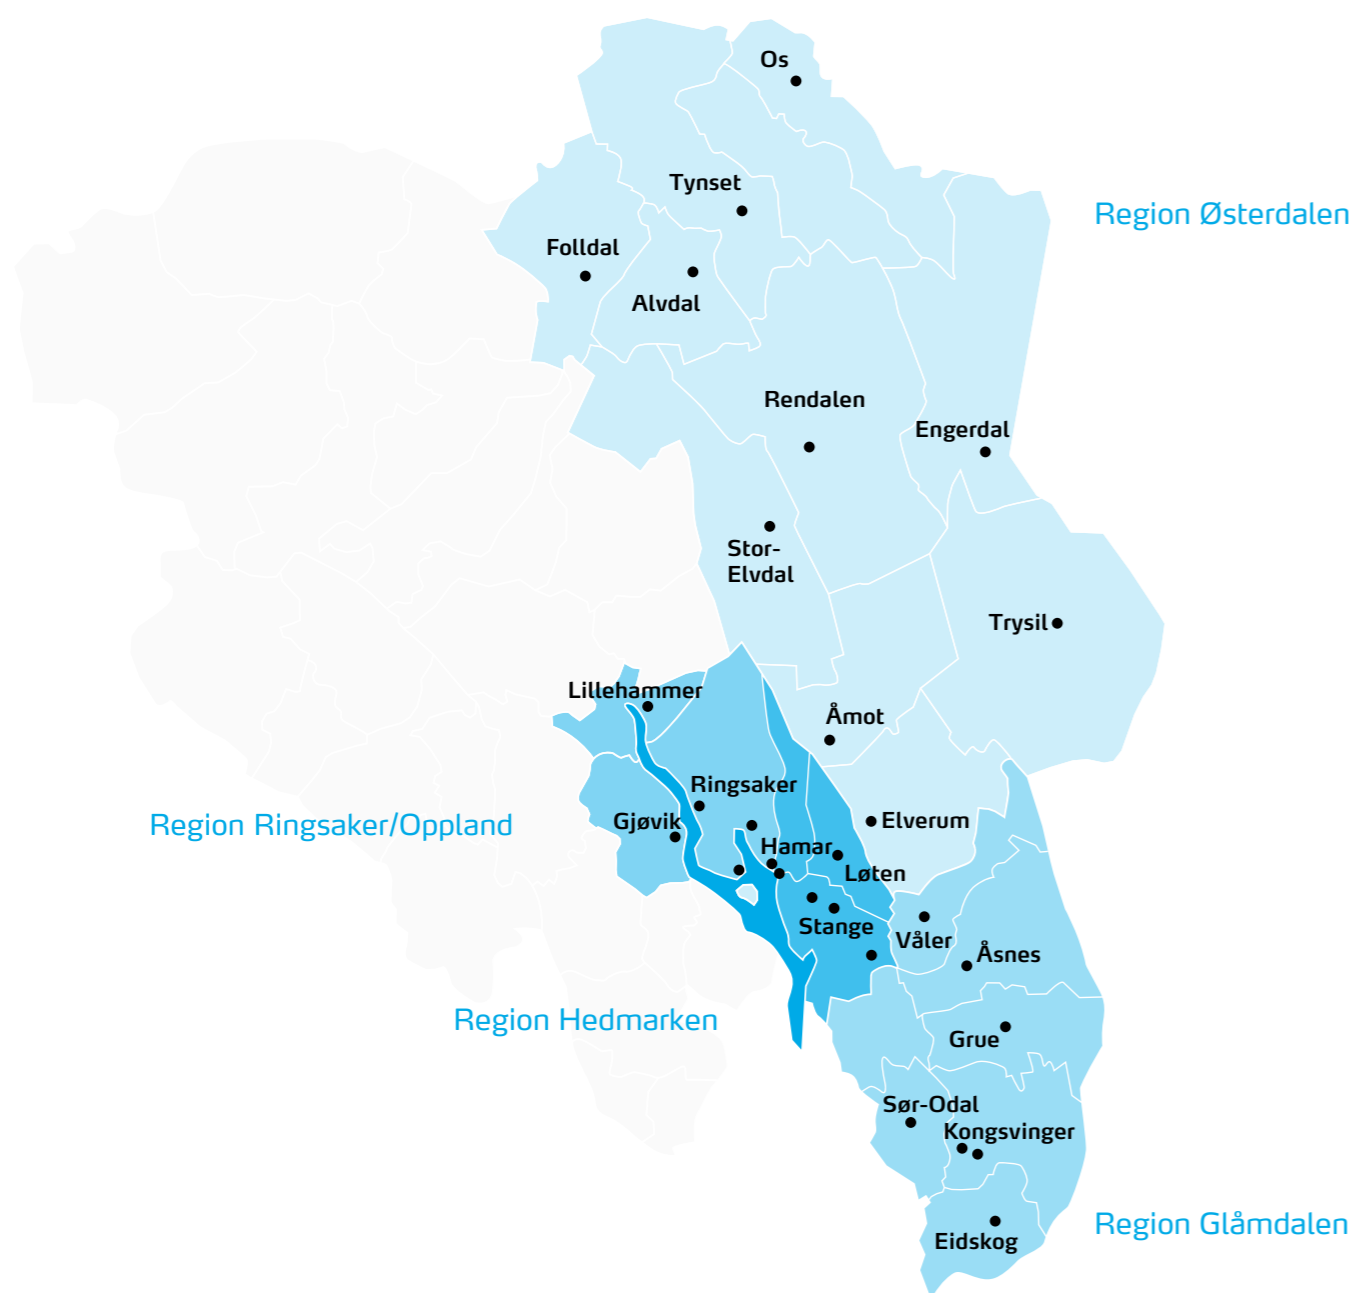 Os
Tynset
Region Østerdalen
Folldal
Alvdal
Rendalen
Engerdal
Stor-
Elvdal
Trysil
Lillehammer
Åmot
Ringsaker
Region Ringsaker/Oppland
Gjøvik
Elverum
Hamar
Løten
Stange
Våler
Åsnes
Region Hedmarken
Grue
Sør-Odal
Kongsvinger
Region Glåmdalen
Eidskog